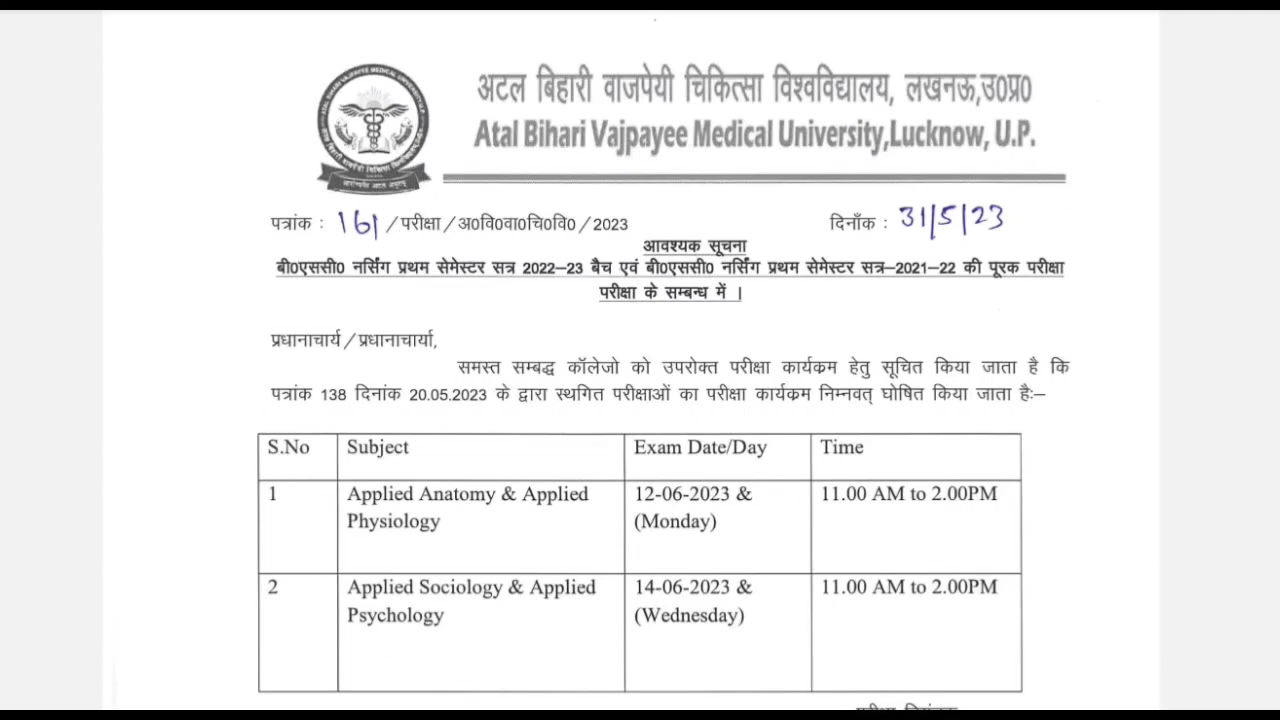 अटल बिहारी वाजपेयी चिकित्सा विश्वविद्यालय, लखनऊ,उ0प्र0
Atal Bihari Vajpayee Medical University,Lucknow, U.P.
पत्रांक : 161/परीक्षा/अ0वि0वा0चि0वि0/2023
दिनाँक : 31/5/23
आवश्यक सूचना
बी0एससी0 नर्सिंग प्रथम सेमेस्टर सत्र 2022–23 बैच एवं बी0एससी0 नर्सिंग प्रथम सेमेस्टर सत्र–2021–22 की पूरक परीक्षा
परीक्षा के सम्बन्ध में ।
प्रधानाचार्य/प्रधानाचार्या,
समस्त सम्बद्ध कॉलेजो को उपरोक्त परीक्षा कार्यक्रम हेतु सूचित किया जाता है कि
पत्रांक 138 दिनांक 20.05.2023 के द्वारा स्थगित परीक्षाओं का परीक्षा कार्यक्रम निम्नवत् घोषित किया जाता हैः–
S.No Subject Exam Date/Day Time
1 Applied Anatomy & Applied 12-06-2023 & 11.00 AM to 2.00PM
Physiology (Monday)
2 Applied Sociology & Applied 14-06-2023 & 11.00 AM to 2.00PM
Psychology (Wednesday)